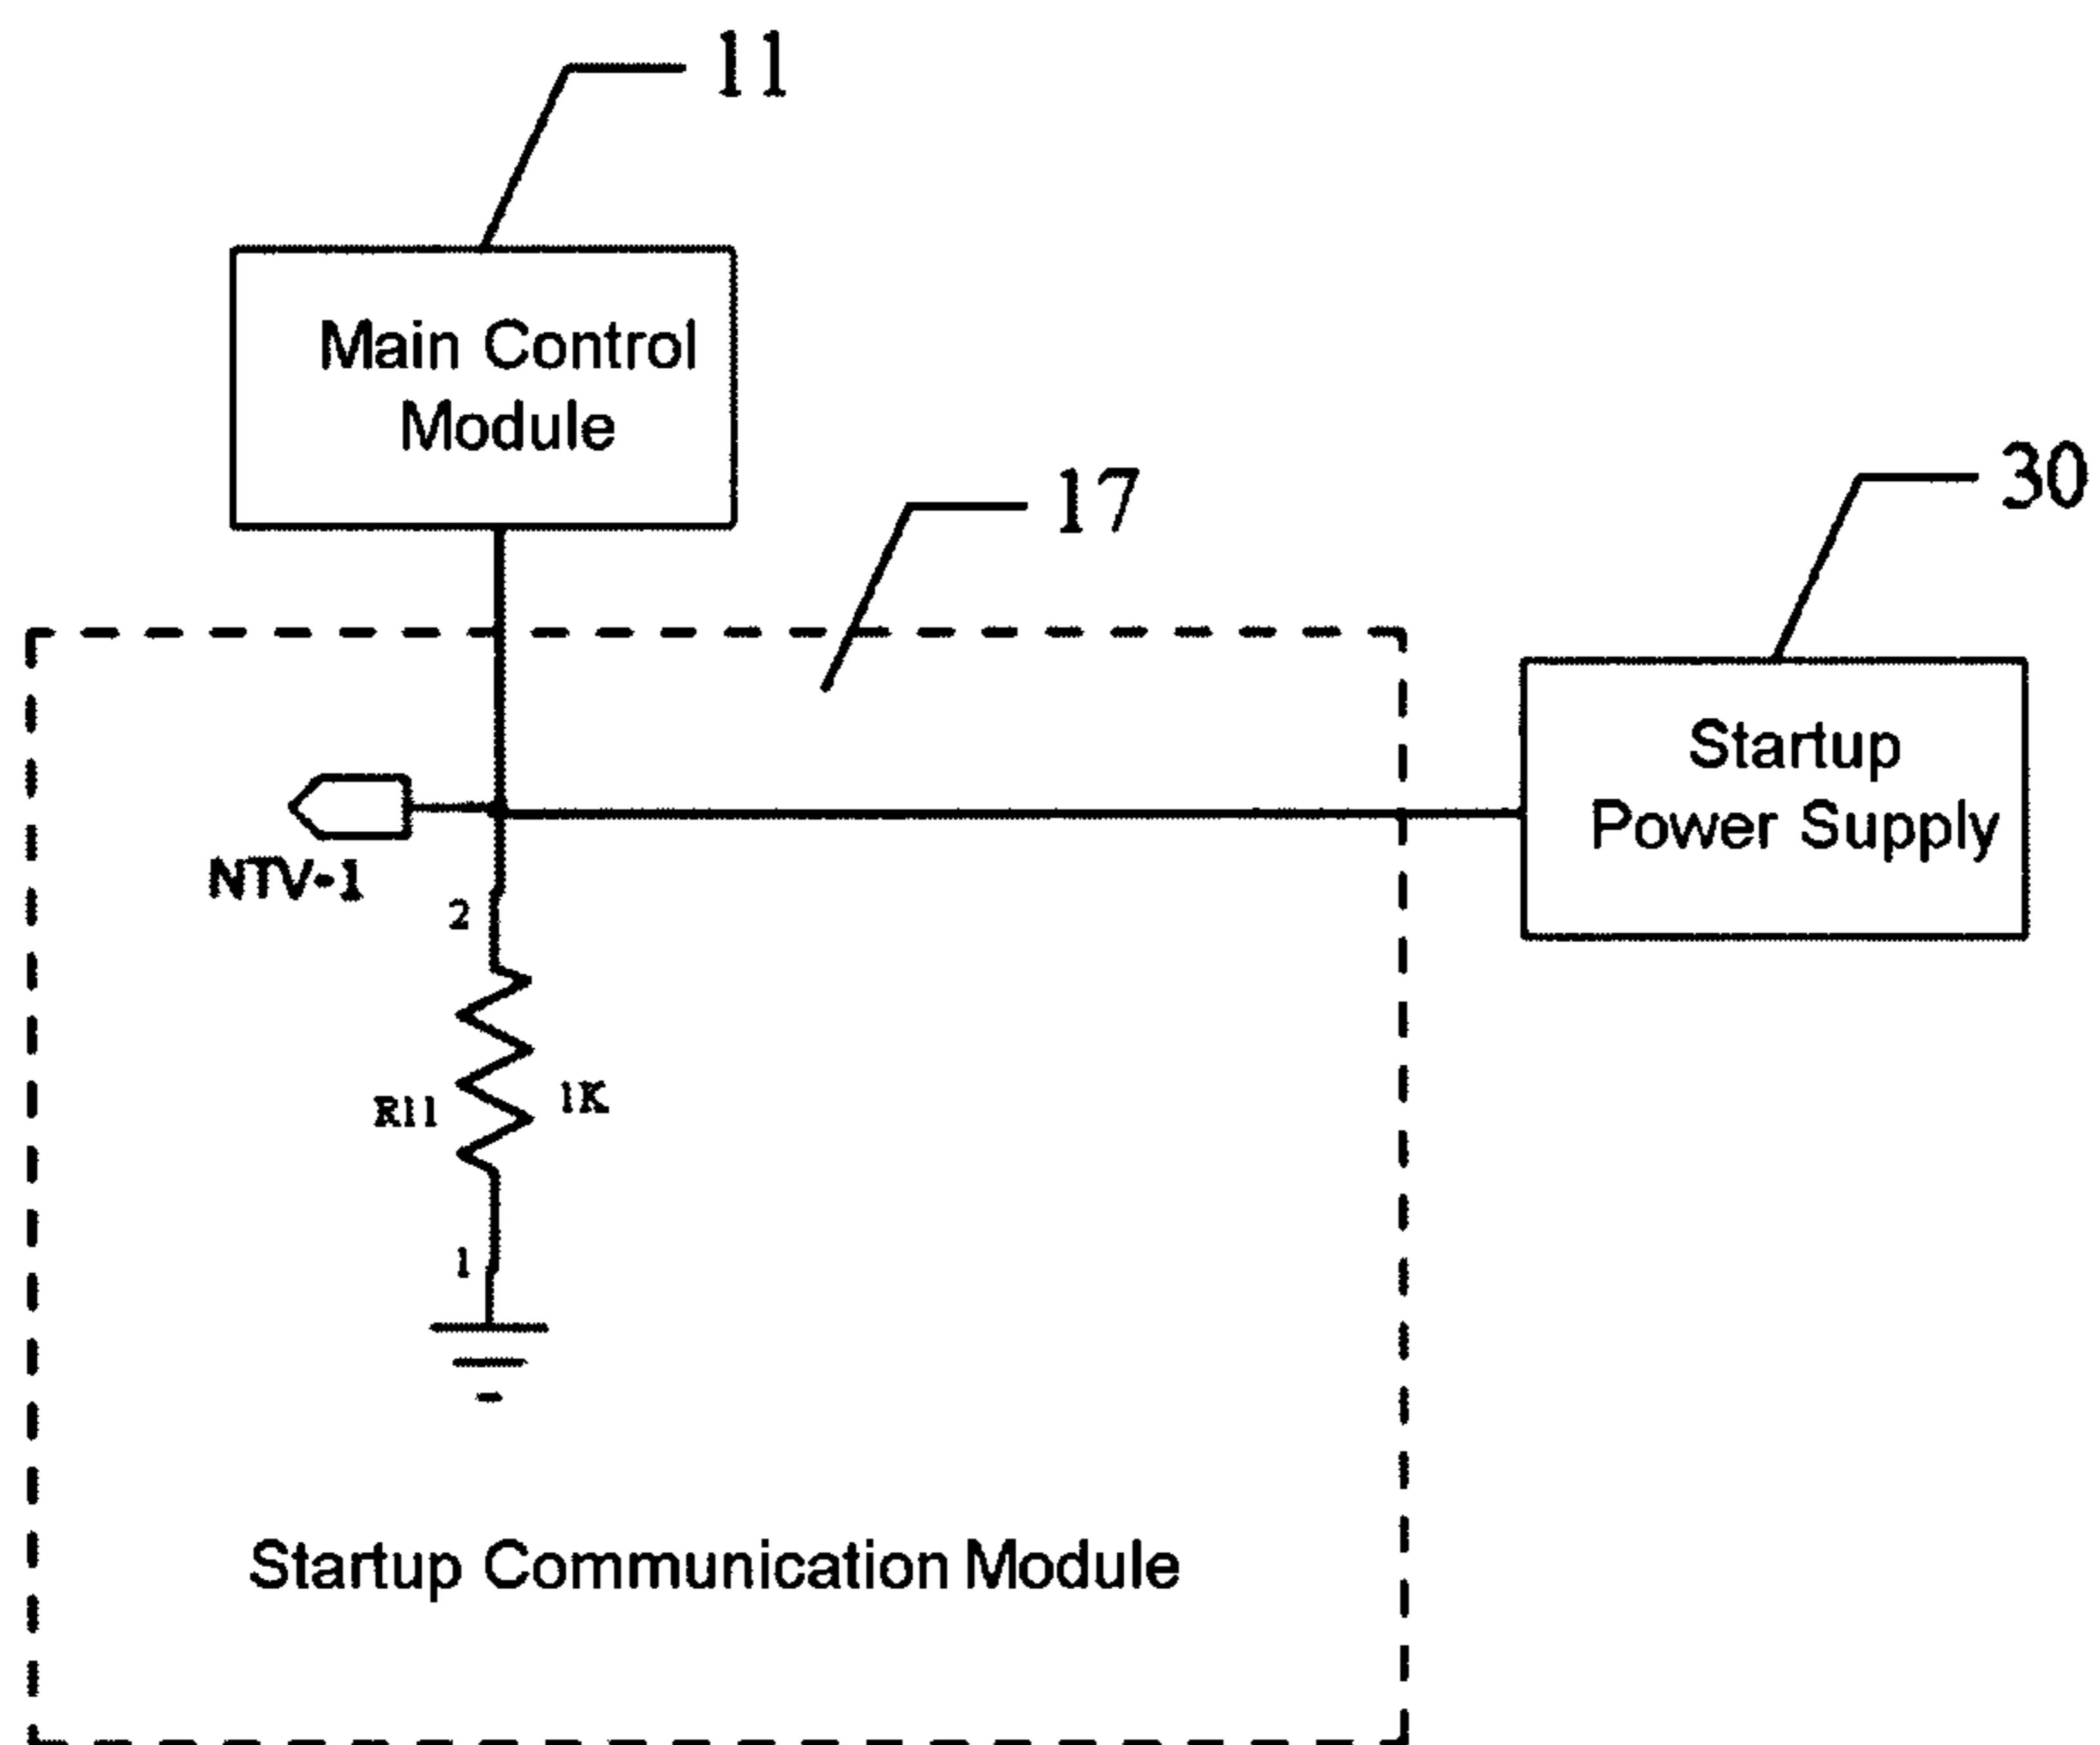 11
Main Control
Module
17
30
Startup
Power Supply
NTV-1
2
R11
1K
1
Startup Communication Module